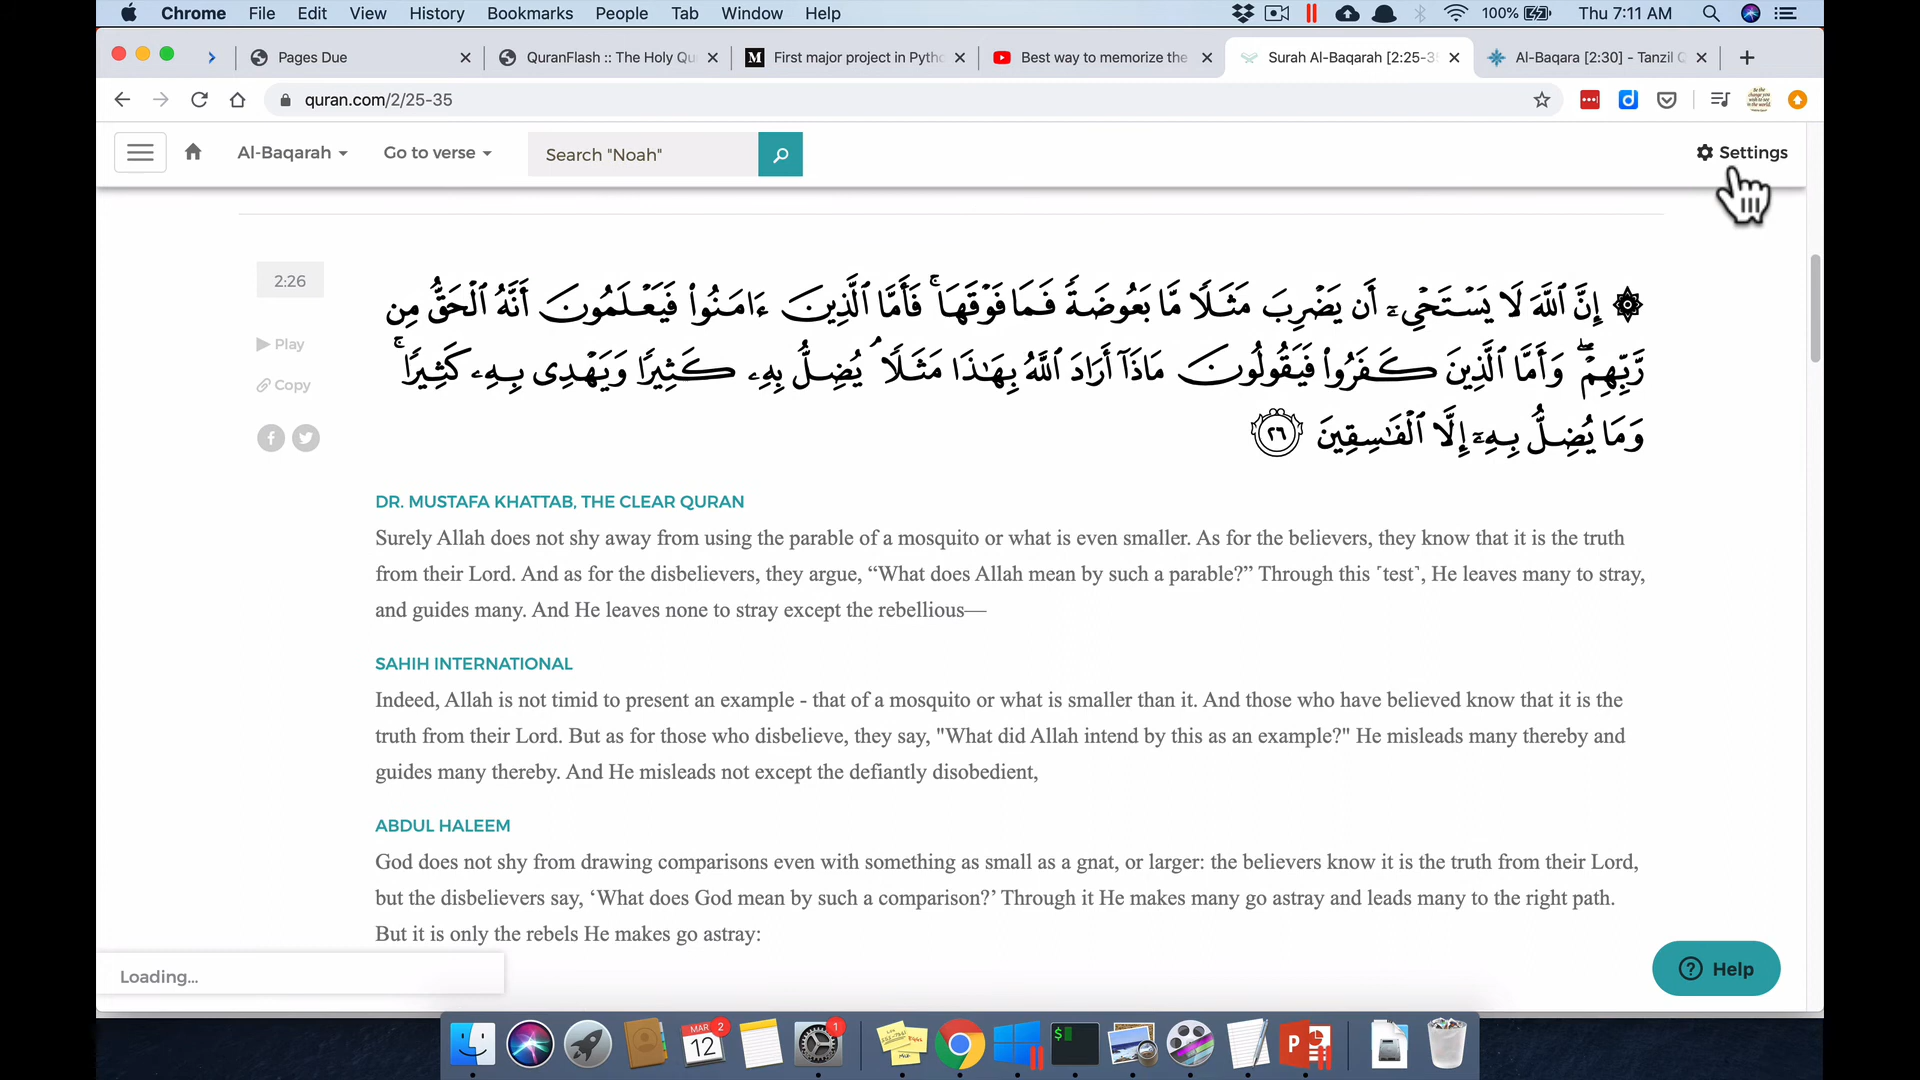 Chrome File Edit View History Bookmarks People Tab Window Help 100% Thu 7:11 AM
Pages Due
QuranFlash :: The Holy Qu
First major project in Pytho
Best way to memorize the
Surah Al-Baqarah [2:25-35
Al-Baqara [2:30] - Tanzil Q
quran.com/2/25-35
Al-Baqarah Go to verse Search "Noah" Settings
2:26
Play
Copy
۞ إِنَّ ٱللَّهَ لَا يَسْتَحْىِۦٓ أَن يَضْرِبَ مَثَلًا مَّا بَعُوضَةً فَمَا فَوْقَهَا ۚ فَأَمَّا ٱلَّذِينَ ءَامَنُوا۟ فَيَعْلَمُونَ أَنَّهُ ٱلْحَقُّ مِن
رَّبِّهِمْ ۖ وَأَمَّا ٱلَّذِينَ كَفَرُوا۟ فَيَقُولُونَ مَاذَآ أَرَادَ ٱللَّهُ بِهَـٰذَا مَثَلًا ۘ يُضِلُّ بِهِۦ كَثِيرًا وَيَهْدِى بِهِۦ كَثِيرًا ۚ
وَمَا يُضِلُّ بِهِۦٓ إِلَّا ٱلْفَـٰسِقِينَ ٢٦
DR. MUSTAFA KHATTAB, THE CLEAR QURAN
Surely Allah does not shy away from using the parable of a mosquito or what is even smaller. As for the believers, they know that it is the truth
from their Lord. And as for the disbelievers, they argue, “What does Allah mean by such a parable?” Through this ˹test˺, He leaves many to stray,
and guides many. And He leaves none to stray except the rebellious—
SAHIH INTERNATIONAL
Indeed, Allah is not timid to present an example - that of a mosquito or what is smaller than it. And those who have believed know that it is the
truth from their Lord. But as for those who disbelieve, they say, "What did Allah intend by this as an example?" He misleads many thereby and
guides many thereby. And He misleads not except the defiantly disobedient,
ABDUL HALEEM
God does not shy from drawing comparisons even with something as small as a gnat, or larger: the believers know it is the truth from their Lord,
but the disbelievers say, ‘What does God mean by such a comparison?’ Through it He makes many go astray and leads many to the right path.
But it is only the rebels He makes go astray:
Loading...
Help
MAR 2
12
1